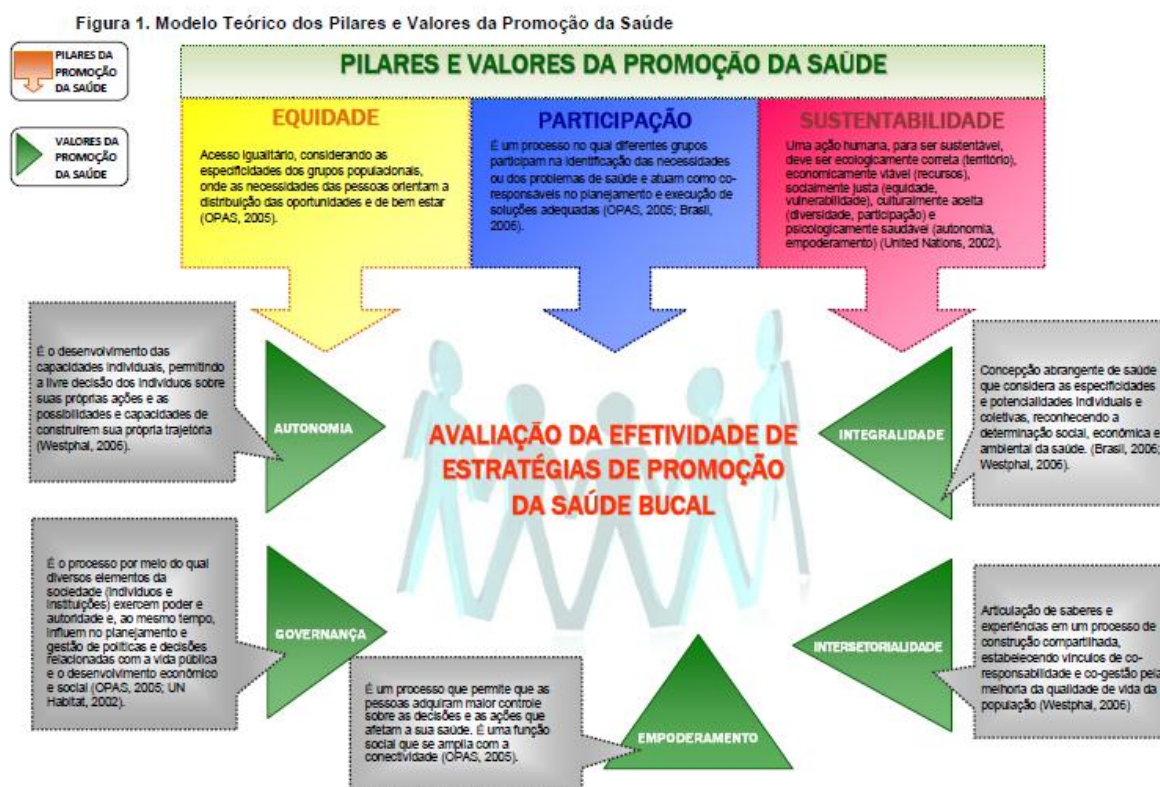 Figura 1. Modelo Teórico dos Pilares e Valores da Promoção da Saúde
PILARES DA
PROMOÇÃO
DA SAÚDE
VALORES DA
PROMOÇÃO
DA SAÚDE
PILARES E VALORES DA PROMOÇÃO DA SAÚDE
EQUIDADE
Acesso igualitário, considerando as
especificidades dos grupos populacionais,
onde as necessidades das pessoas orientam a
distribuição das oportunidades e de bem estar
(OPAS, 2005).
PARTICIPAÇÃO
É um processo no qual diferentes grupos
participam na identificação das necessidades
ou dos problemas de saúde e atuam como co-
responsáveis no planejamento e execução de
soluções adequadas (OPAS, 2005; Brasil,
2006).
SUSTENTABILIDADE
Uma ação humana, para ser sustentável,
deve ser ecologicamente correta (território),
economicamente viável (recursos),
socialmente justa (equidade,
vulnerabilidade), culturalmente aceita
(diversidade, participação) e
psicologicamente saudável (autonomia,
empoderamento) (United Nations, 2002).
É o desenvolvimento das
capacidades individuais, permitindo
a livre decisão dos indivíduos sobre
suas próprias ações e as
possibilidades e capacidades de
construírem sua própria trajetória
(Westphal, 2006).
AUTONOMIA
AVALIAÇÃO DA EFETIVIDADE DE
ESTRATÉGIAS DE PROMOÇÃO
DA SAÚDE BUCAL
INTEGRALIDADE
Concepção abrangente de saúde
que considera as especificidades
e potencialidades individuais e
coletivas, reconhecendo a
determinação social, econômica e
ambiental da saúde. (Brasil, 2006;
Westphal, 2006).
É o processo por meio do qual
diversos elementos da
sociedade (indivíduos e
instituições) exercem poder e
autoridade e, ao mesmo tempo,
influem no planejamento e
gestão de políticas e decisões
relacionadas com a vida pública
e o desenvolvimento econômico
e social (OPAS, 2005; UN
Habitat, 2002).
GOVERNANÇA
É um processo que permite que as
pessoas adquiram maior controle
sobre as decisões e as ações que
afetam a sua saúde. É uma função
social que se amplia com a
conectividade (OPAS, 2005).
EMPODERAMENTO
INTERSETORIALIDADE
Articulação de saberes e
experiências em um processo de
construção compartilhada,
estabelecendo vínculos de co-
responsabilidade e co-gestão pela
melhoria da qualidade de vida da
população (Westphal, 2006)